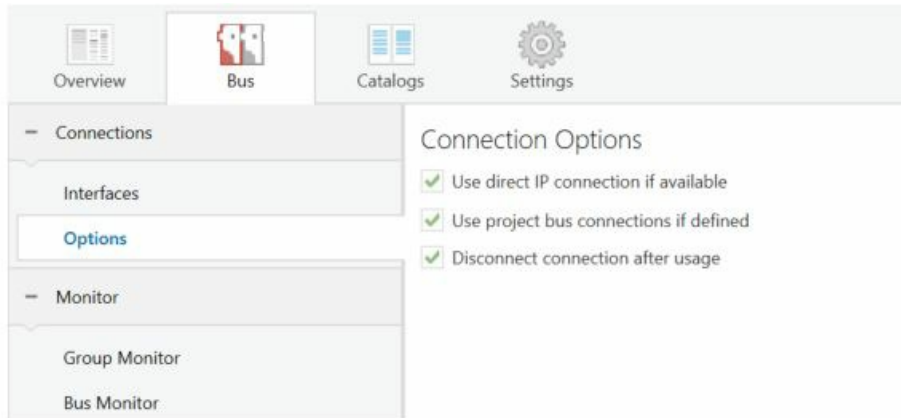 Overview
Bus
Catalogs
Settings
Connections
Interfaces
Options
Monitor
Group Monitor
Bus Monitor
Connection Options
Use direct IP connection if available
Use project bus connections if defined
Disconnect connection after usage